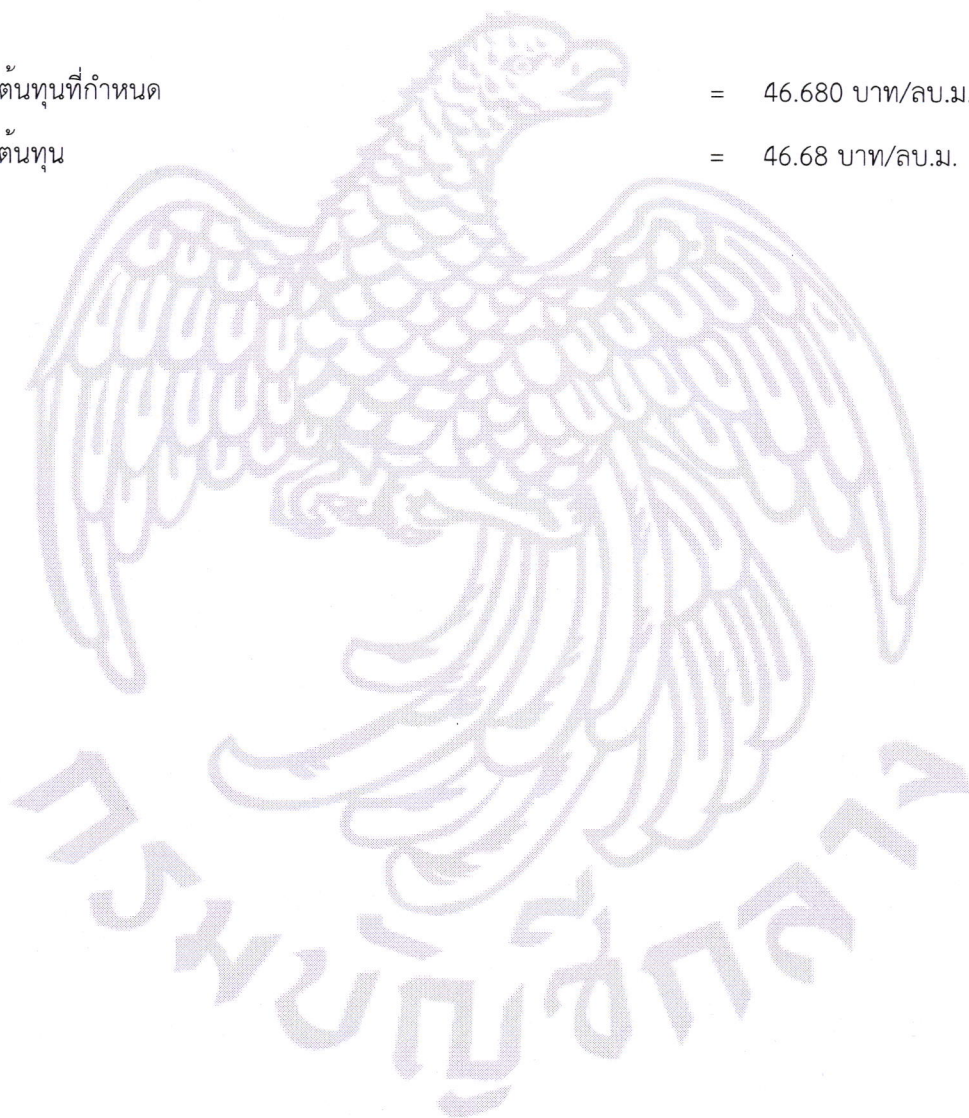 ต้นทุนที่กำหนด = 46.680 บาท/ลบ.ม.
ต้นทุน = 46.68 บาท/ลบ.ม.
กรมบัญชีกลาง